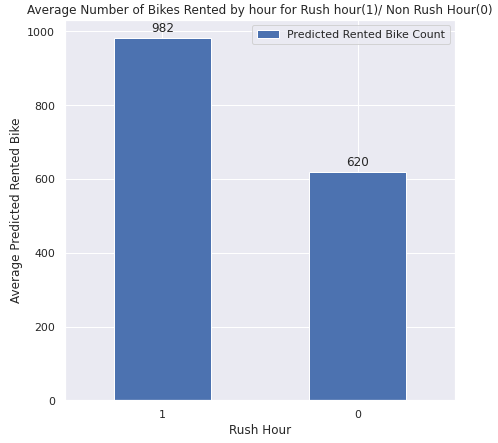 Average Number of Bikes Rented by hour for Rush hour(1)/ Non Rush Hour(0)
Predicted Rented Bike Count
982
620
1000
800
600
400
200
0
Average Predicted Rented Bike
1
0
Rush Hour